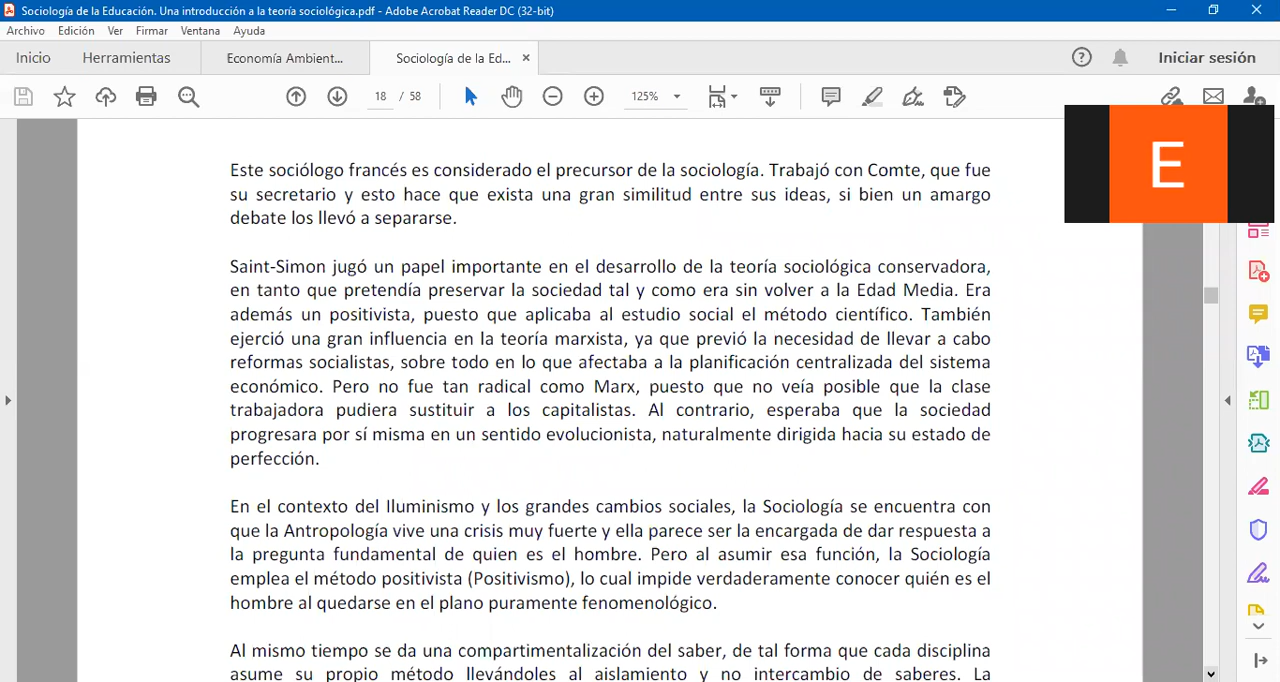 Sociología de la Educación. Una introducción a la teoría sociológica.pdf - Adobe Acrobat Reader DC (32-bit)
Archivo Edición Ver Firmar Ventana Ayuda
Inicio Herramientas Economía Ambient... Sociología de la Ed... × Iniciar sesión
18 / 58 125%
E
Este sociólogo francés es considerado el precursor de la sociología. Trabajó con Comte, que fue
su secretario y esto hace que exista una gran similitud entre sus ideas, si bien un amargo
debate los llevó a separarse.
Saint-Simon jugó un papel importante en el desarrollo de la teoría sociológica conservadora,
en tanto que pretendía preservar la sociedad tal y como era sin volver a la Edad Media. Era
además un positivista, puesto que aplicaba al estudio social el método científico. También
ejerció una gran influencia en la teoría marxista, ya que previó la necesidad de llevar a cabo
reformas socialistas, sobre todo en lo que afectaba a la planificación centralizada del sistema
económico. Pero no fue tan radical como Marx, puesto que no veía posible que la clase
trabajadora pudiera sustituir a los capitalistas. Al contrario, esperaba que la sociedad
progresara por sí misma en un sentido evolucionista, naturalmente dirigida hacia su estado de
perfección.
En el contexto del Iluminismo y los grandes cambios sociales, la Sociología se encuentra con
que la Antropología vive una crisis muy fuerte y ella parece ser la encargada de dar respuesta a
la pregunta fundamental de quien es el hombre. Pero al asumir esa función, la Sociología
emplea el método positivista (Positivismo), lo cual impide verdaderamente conocer quién es el
hombre al quedarse en el plano puramente fenomenológico.
Al mismo tiempo se da una compartimentalización del saber, de tal forma que cada disciplina
asume su propio método llevándoles al aislamiento y no intercambio de saberes. La